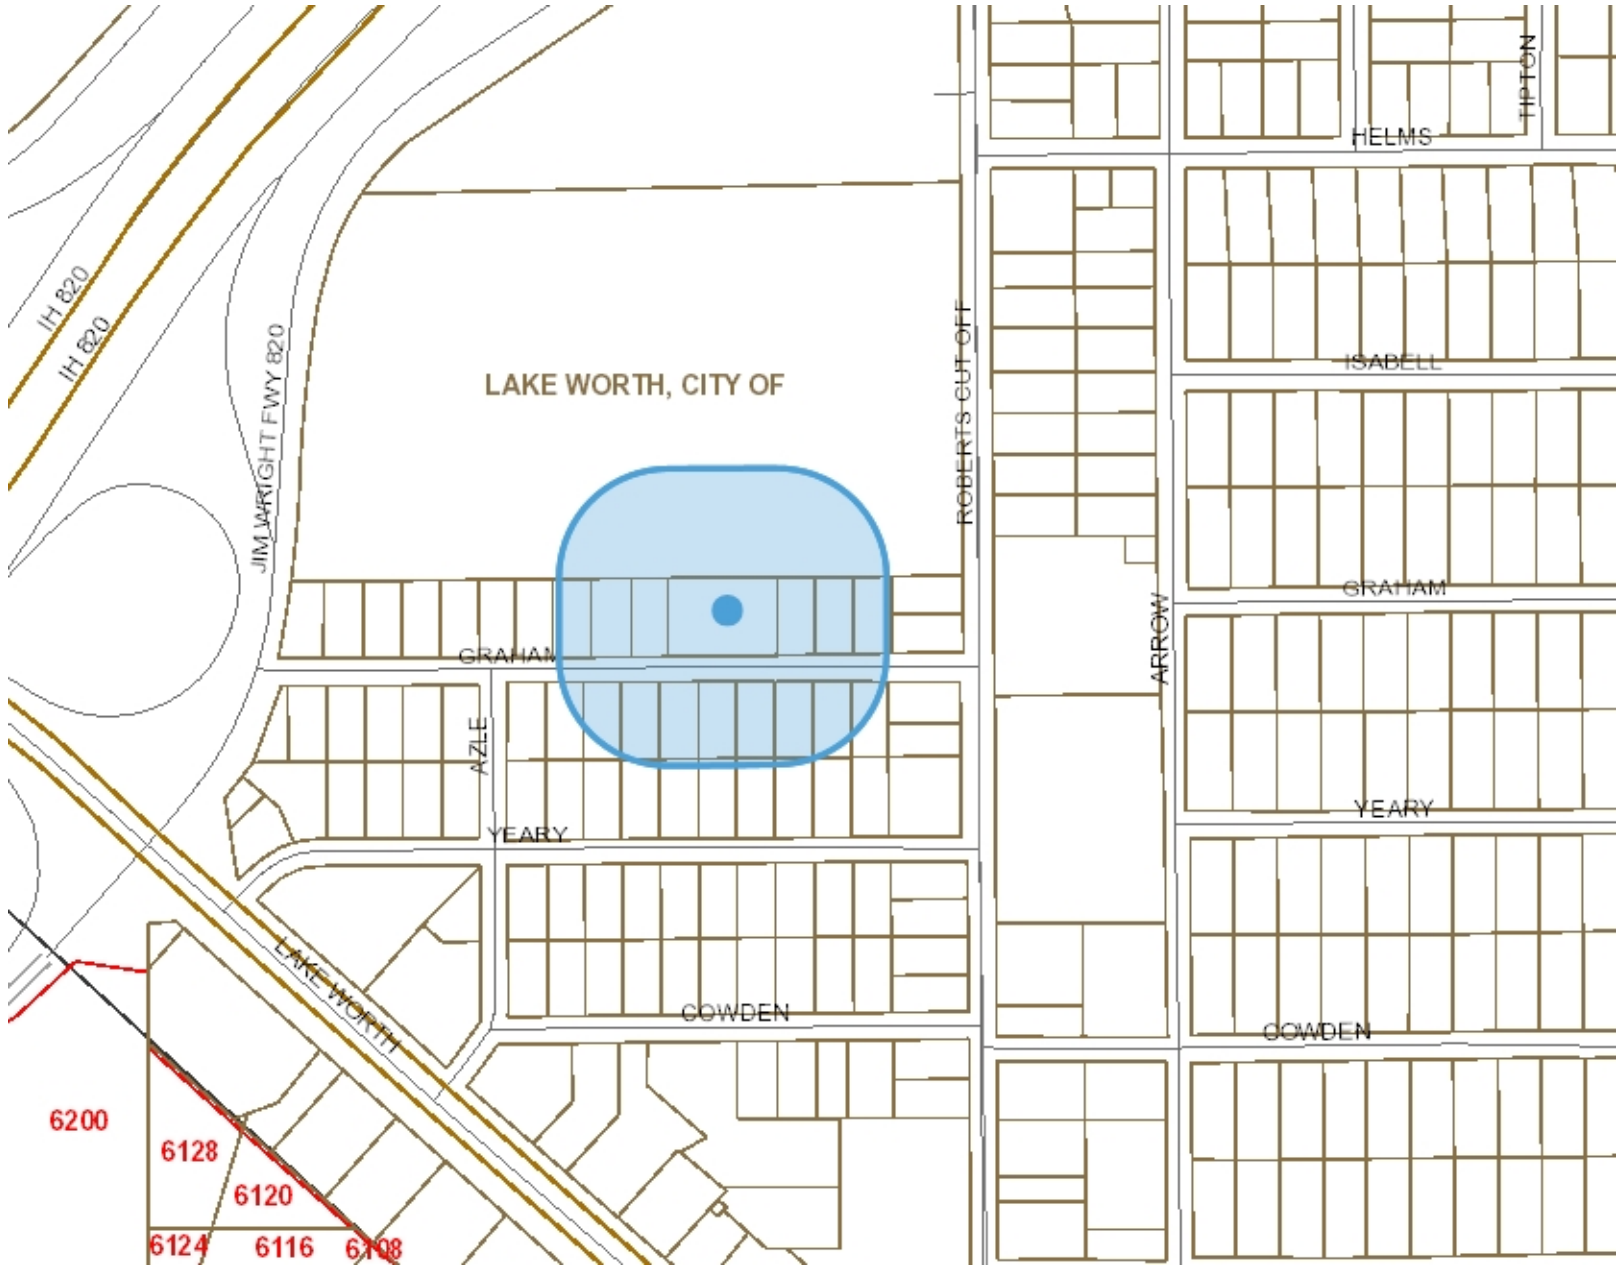 TIPTON
HELMS
IH 820
IH 820
JIM WRIGHT FWY 820
LAKE WORTH, CITY OF
ROBERTS CUT OFF
ISABELL
GRAHAM
ARROW
GRAHAM
AZLE
YEARY
YEARY
LAKE WORTH
COWDEN
COWDEN
6200
6128
6120
6124
6116
6108